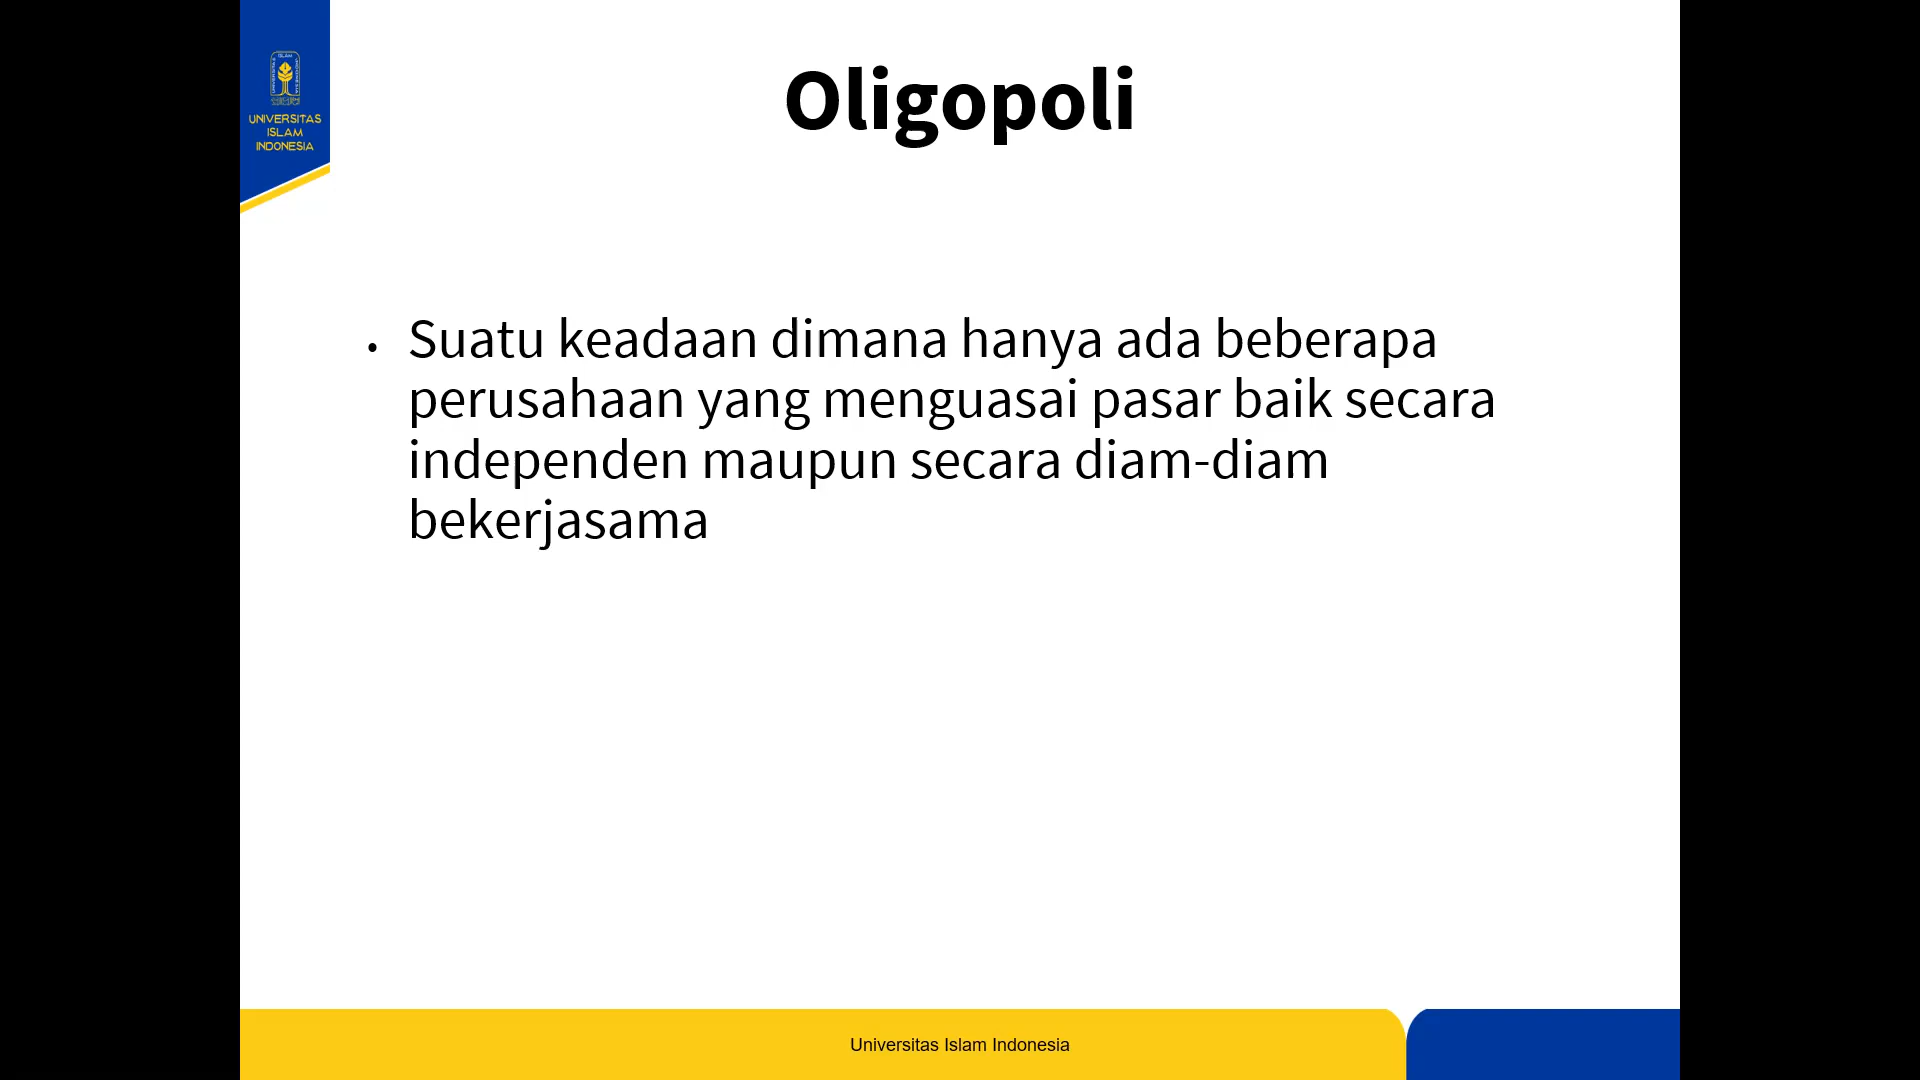 UNIVERSITAS
ISLAM
INDONESIA
Oligopoli
• Suatu keadaan dimana hanya ada beberapa
perusahaan yang menguasai pasar baik secara
independen maupun secara diam-diam
bekerjasama
Universitas Islam Indonesia